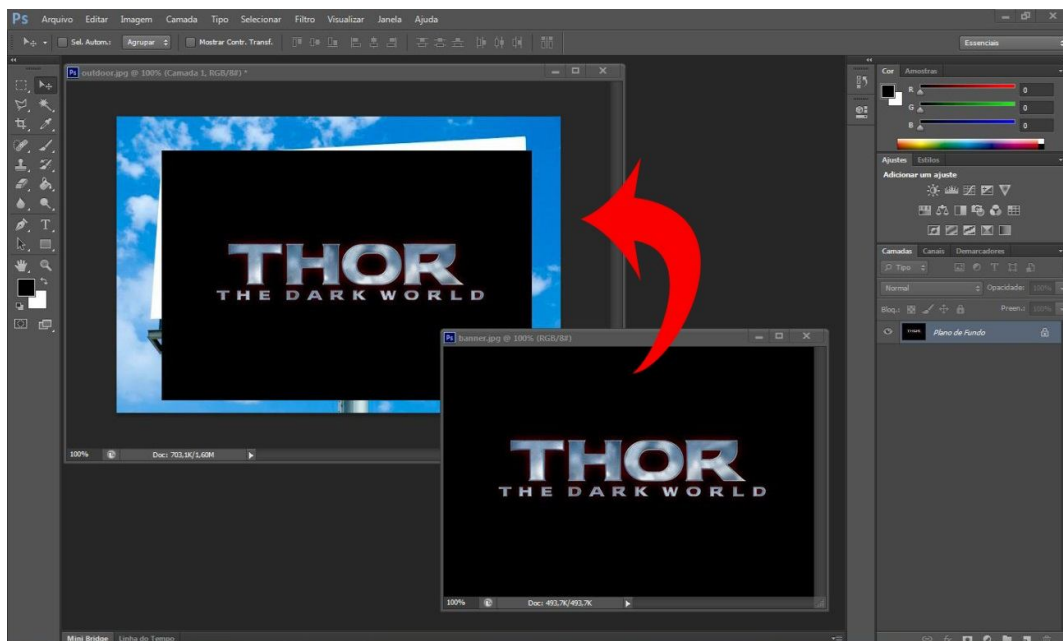 Ps Arquivo Editar Imagem Camada Tipo Selecionar Filtro Visualizar Janela Ajuda
Sel. Autom.: Agrupar Mostrar Contr. Transf. Essenciais
Ps outdoor.jpg @ 100% (Camada 1, RGB/8#) *
THOR
THE DARK WORLD
100% Doc: 703,1K/1,60M
Ps banner.jpg @ 100% (RGB/8#)
THOR
THE DARK WORLD
100% Doc: 493,7K/493,7K
Mini Bridge Linha do Tempo
Cor Amostras
R 0
G 0
B 0
Ajustes Estilos
Adicionar um ajuste
Camadas Canais Demarcadores
Tipo
Normal Opacidade: 100%
Bloq.: Preen.: 100%
Plano de Fundo